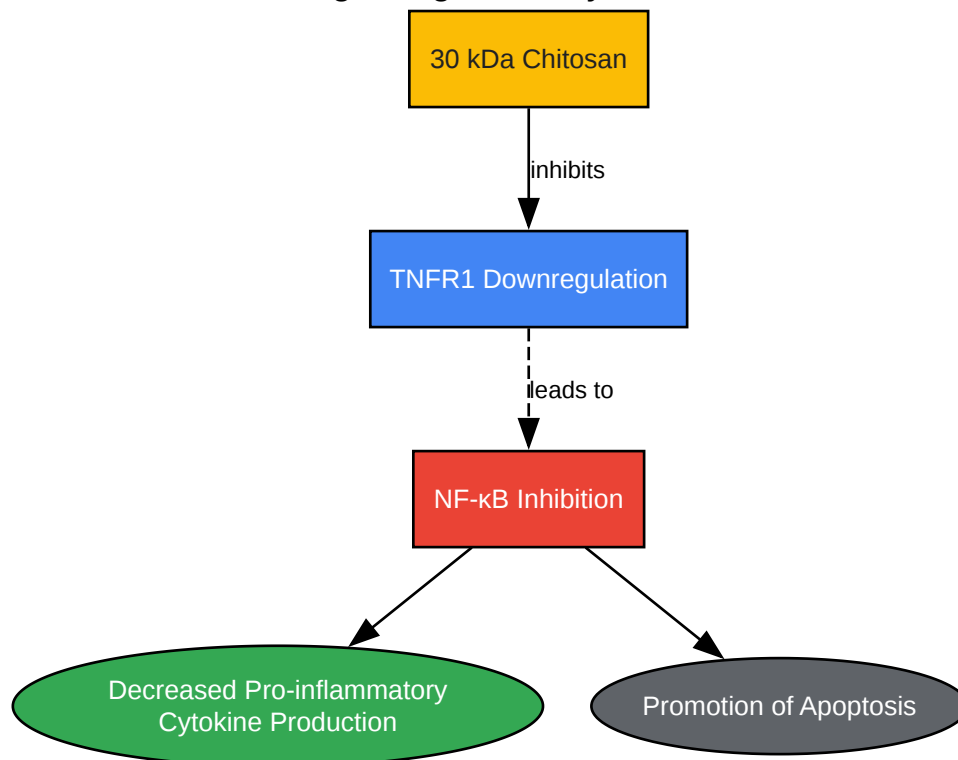 30 kDa Chitosan
inhibits
TNFR1 Downregulation
leads to
NF-κB Inhibition
Decreased Pro-inflammatory
Cytokine Production
Promotion of Apoptosis